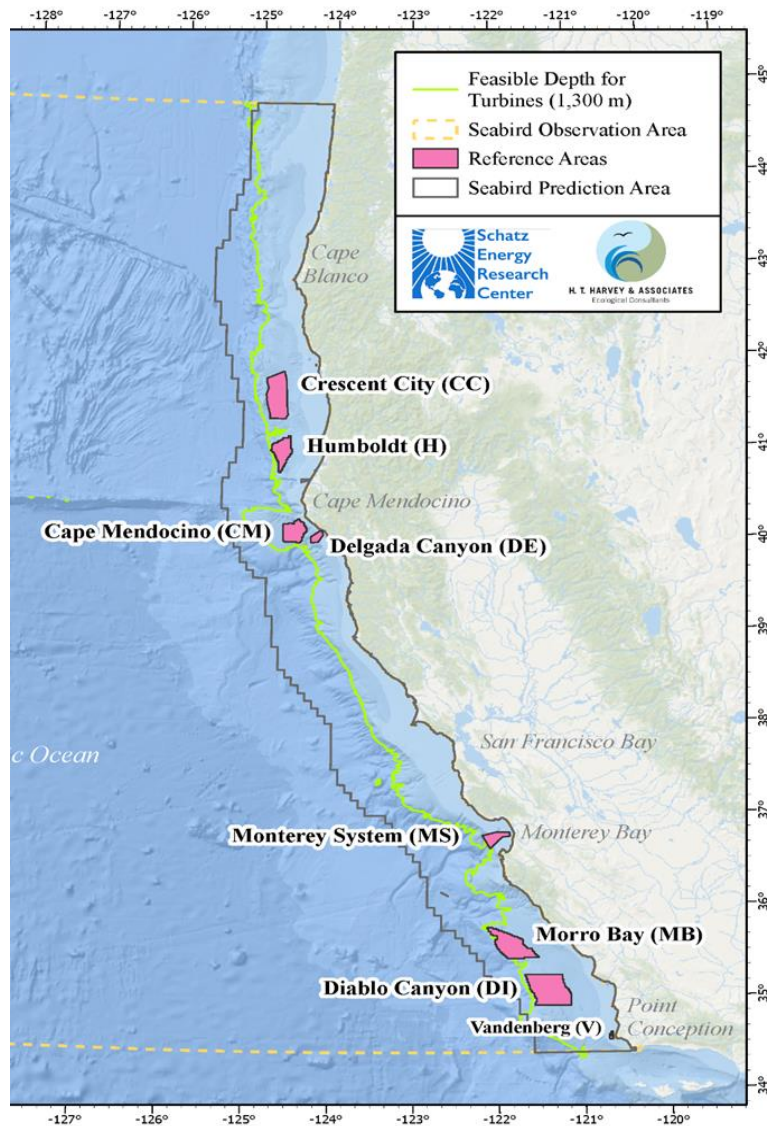 -128° -127° -126° -125° -124° -123° -122° -121° -120° -119°
Feasible Depth for
Turbines (1,300 m)
Seabird Observation Area
Reference Areas
Seabird Prediction Area
Schatz
Energy
Research
Center
H. T. HARVEY & ASSOCIATES
Ecological Consultants
45°
44°
43°
42°
41°
40°
39°
38°
37°
36°
35°
34°
Cape
Blanco
Crescent City (CC)
Humboldt (H)
Cape Mendocino
Cape Mendocino (CM)
Delgada Canyon (DE)
San Francisco Bay
ic Ocean
Monterey System (MS)
Monterey Bay
Morro Bay (MB)
Diablo Canyon (DI)
Point
Conception
Vandenberg (V)
-127° -126° -125° -124° -123° -122° -121° -120°